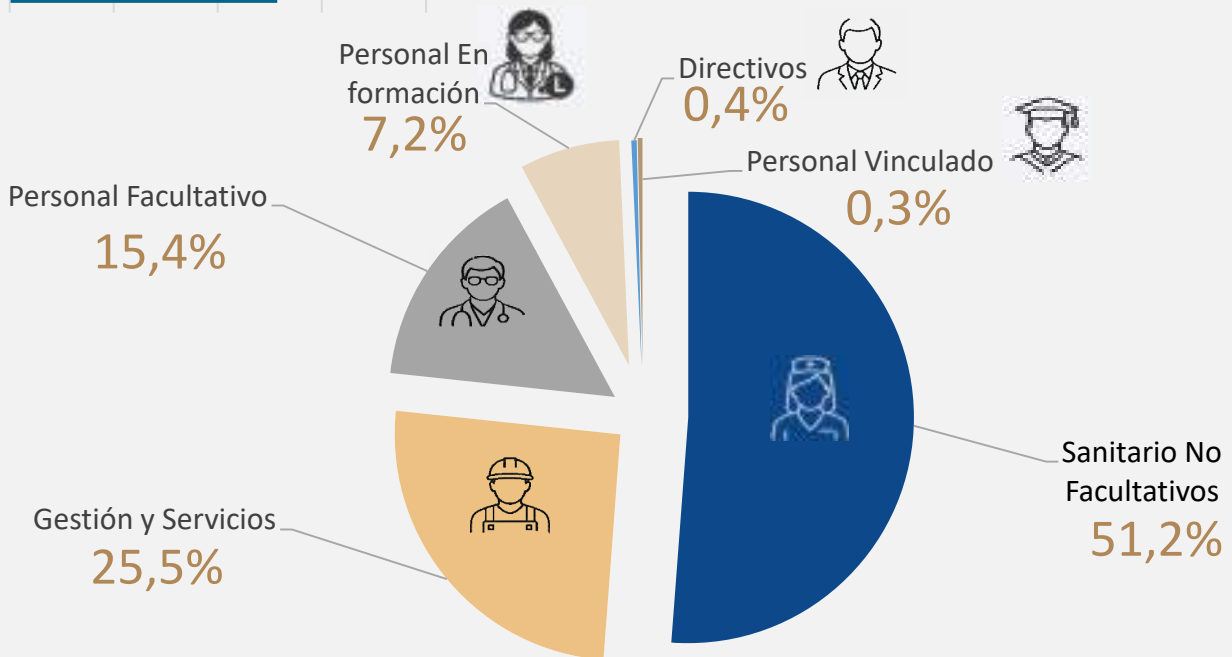 Personal En
formación
7,2%
Directivos
0,4%
Personal Vinculado
0,3%
Personal Facultativo
15,4%
Sanitario No
Facultativos
51,2%
Gestión y Servicios
25,5%